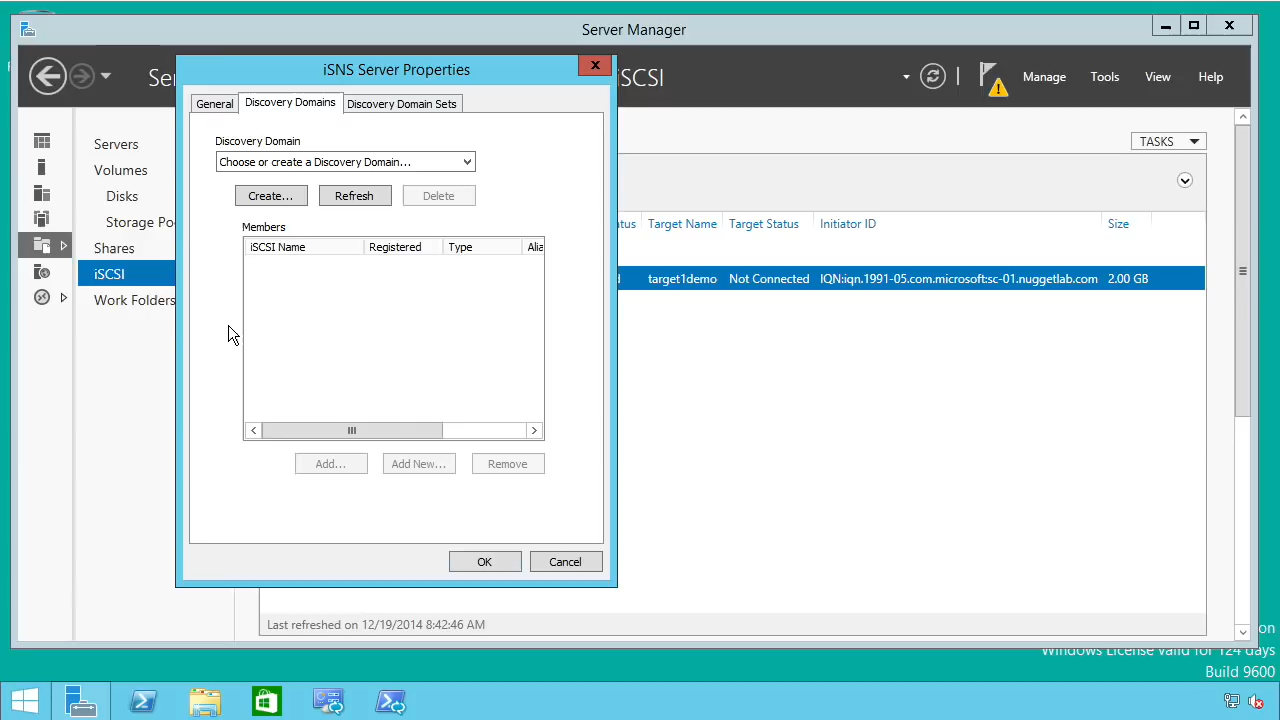 Server Manager
iSNS Server Properties
Se
iSCSI
Manage
Tools
View
Help
General
Discovery Domains
Discovery Domain Sets
Servers
Volumes
Disks
Storage Po
Shares
iSCSI
Work Folders
TASKS
Discovery Domain
Choose or create a Discovery Domain...
Create...
Refresh
Delete
Members
iSCSI Name
Registered
Type
Alia
atus
Target Name
Target Status
Initiator ID
Size
target1demo
Not Connected
IQN:iqn.1991-05.com.microsoft:sc-01.nuggetlab.com
2.00 GB
Add...
Add New...
Remove
OK
Cancel
Last refreshed on 12/19/2014 8:42:46 AM
on
Windows License valid for 124 days
Build 9600